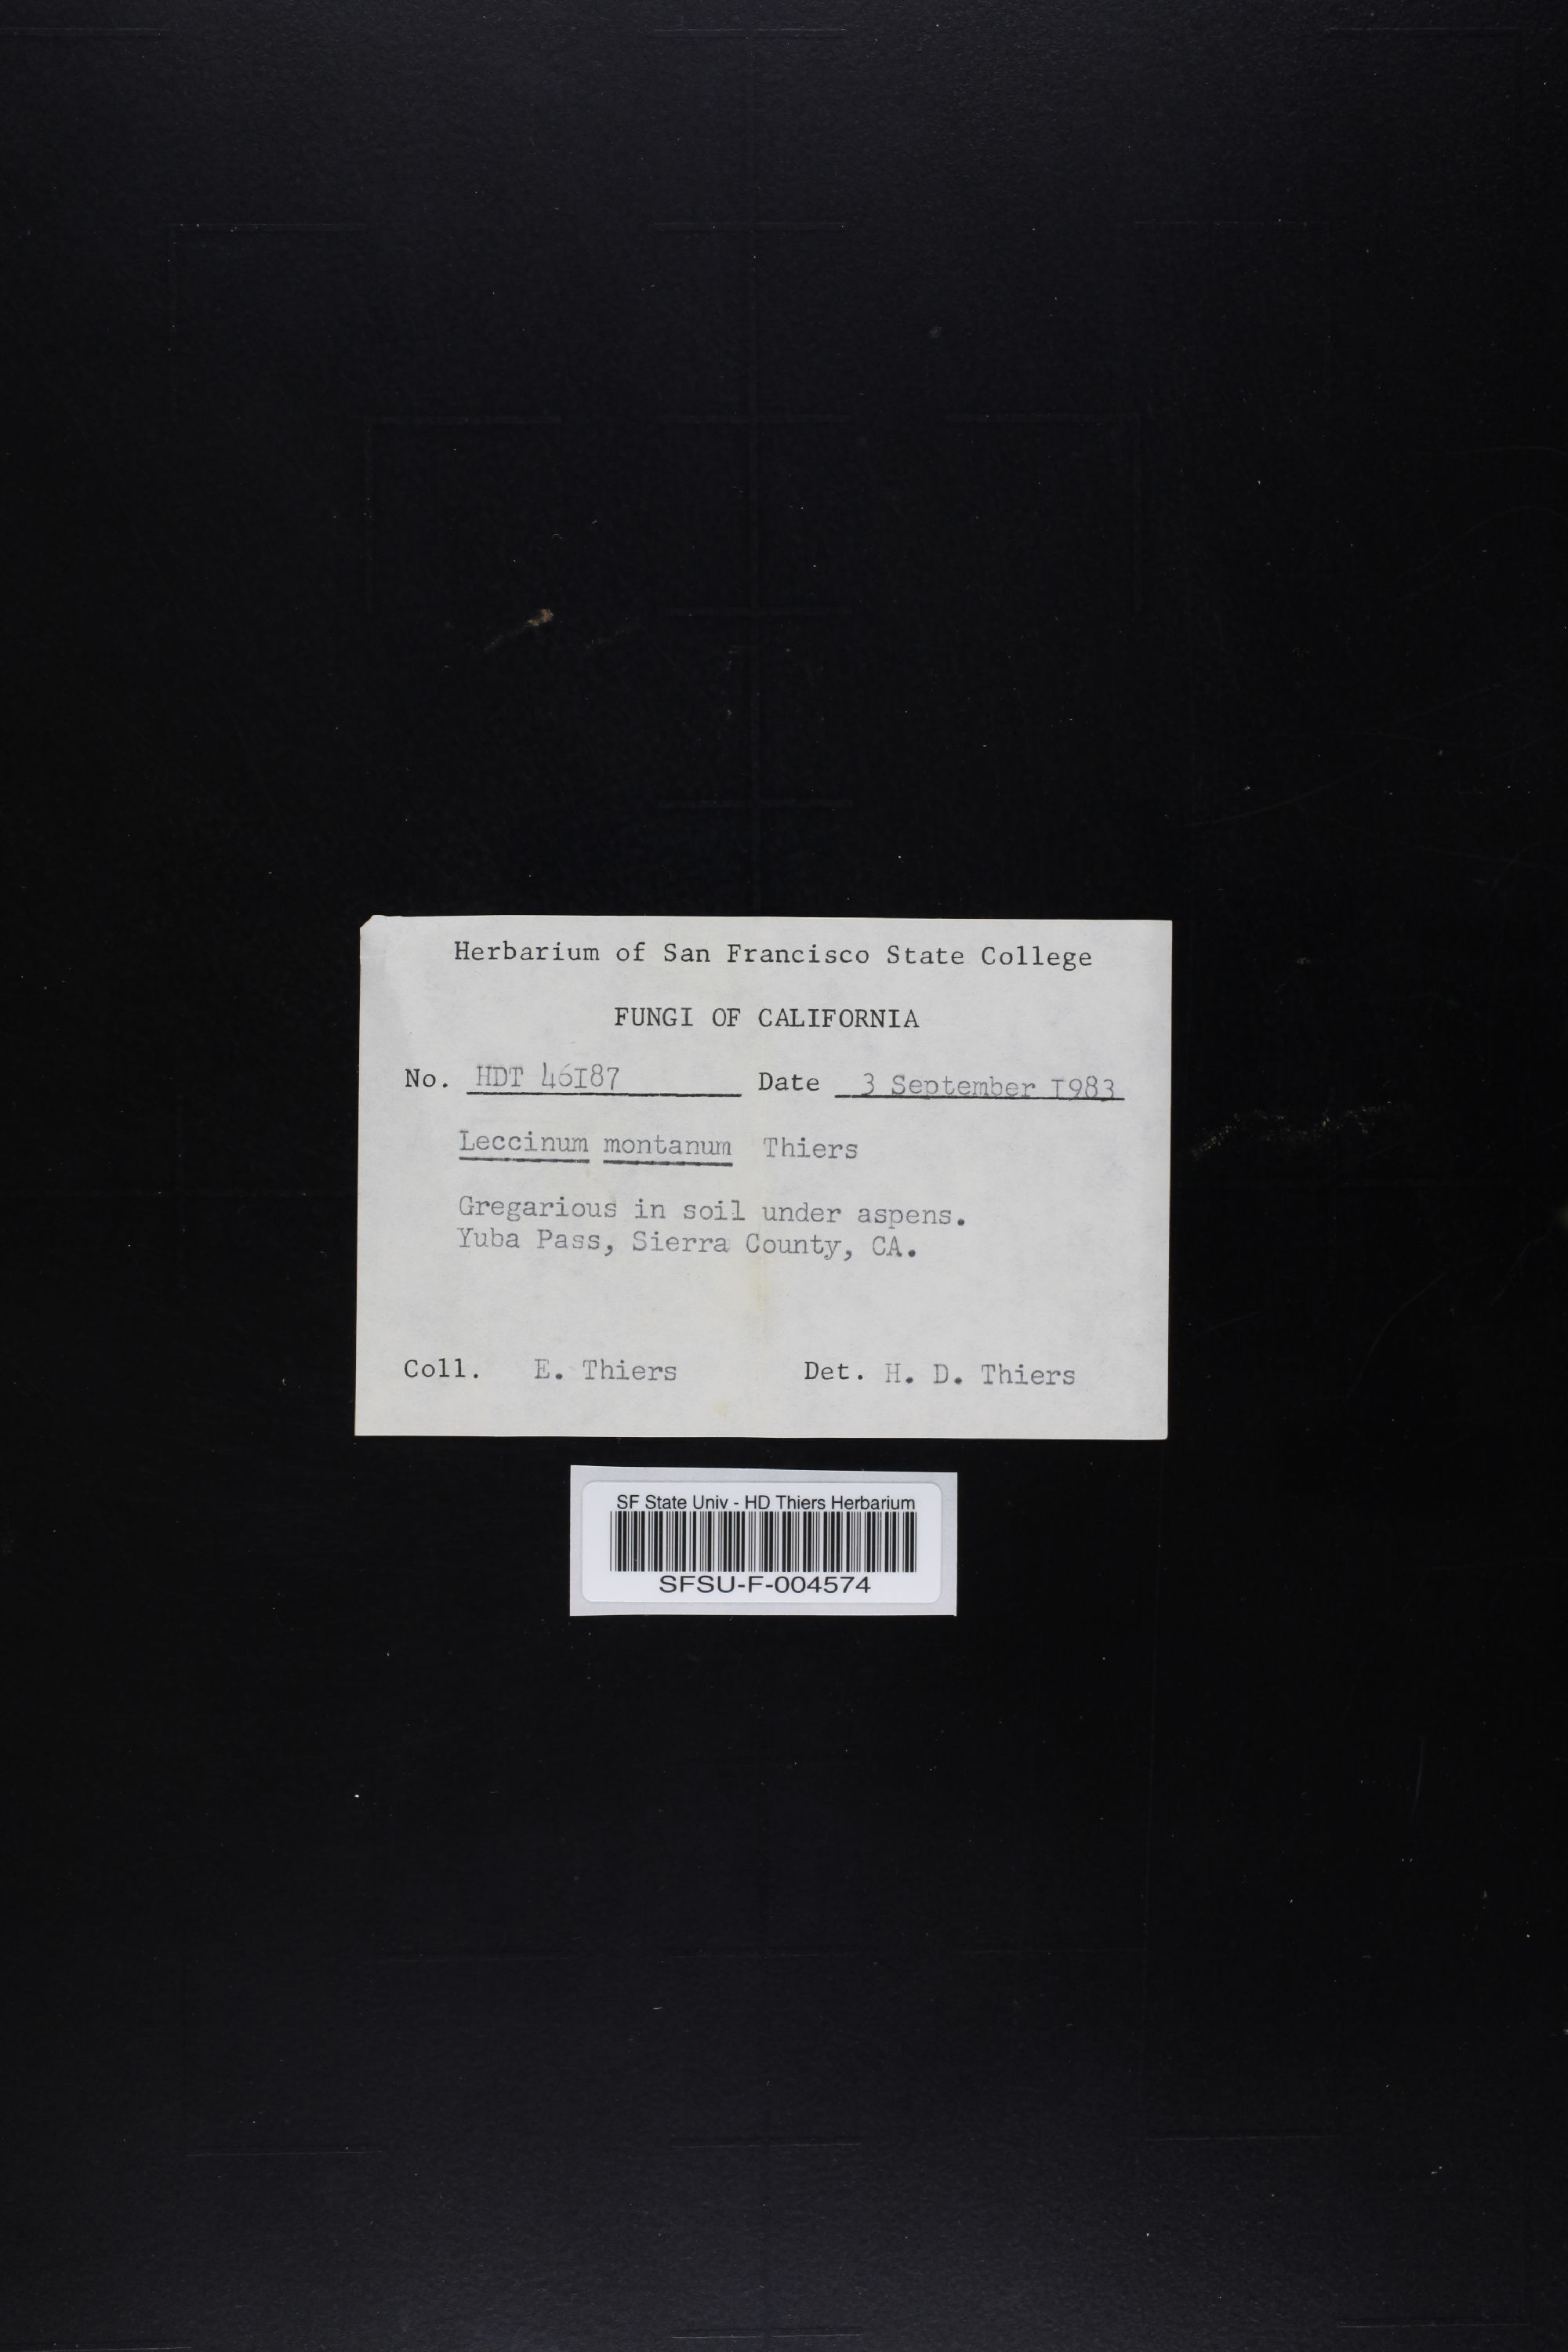 Herbarium of San Francisco State College
FUNGI OF CALIFORNIA
No. HDT 46I87 Date 3 September I983
Leccinum montanum Thiers
Gregarious in soil under aspens.
Yuba Pass, Sierra County, CA.
Coll. E. Thiers Det. H. D. Thiers
SF State Univ - HD Thiers Herbarium
SFSU-F-004574